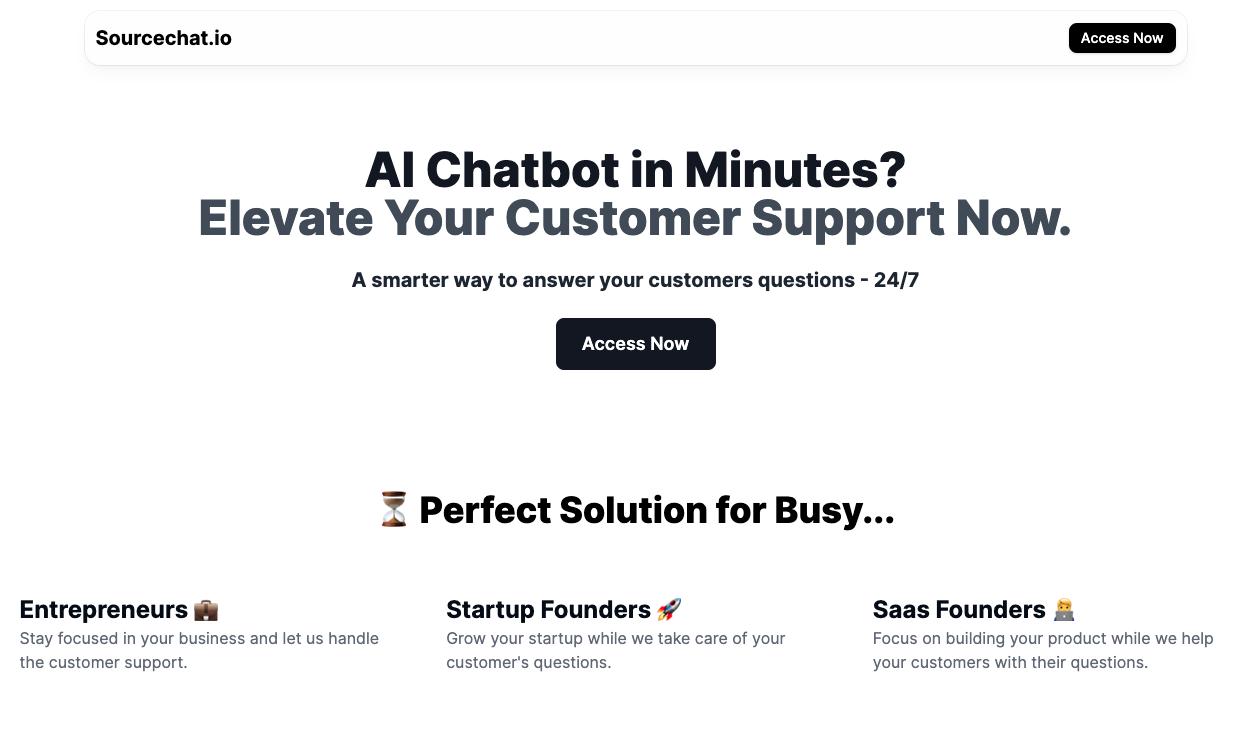 Sourcechat.io
Access Now
AI Chatbot in Minutes?
Elevate Your Customer Support Now.
A smarter way to answer your customers questions - 24/7
Access Now
⏳ Perfect Solution for Busy...
Entrepreneurs 💼
Stay focused in your business and let us handle
the customer support.
Startup Founders 🚀
Grow your startup while we take care of your
customer's questions.
Saas Founders 🧑‍💻
Focus on building your product while we help
your customers with their questions.